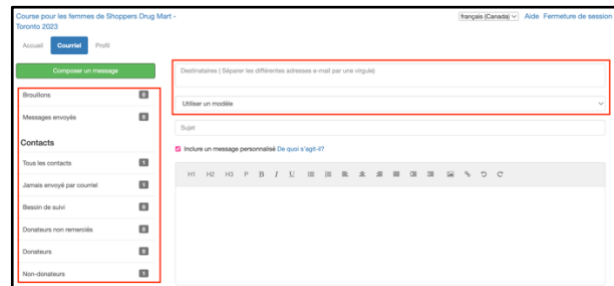 Course pour les femmes de Shoppers Drug Mart -
Toronto 2023
français (Canada)
Aide Fermeture de session
Accueil Courriel Profil
Composer un message
Brouillons 0
Messages envoyés 0
Contacts
Tous les contacts 1
Jamais envoyé par courriel 1
Besoin de suivi 0
Donateurs non remerciés 0
Donateurs 0
Non-donateurs 1
Destinataires ( Séparer les différentes adresses e-mail par une virgule)
Utiliser un modèle
Sujet
Inclure un message personnalisé De quoi s'agit-il?
H1 H2 H3 P B I U